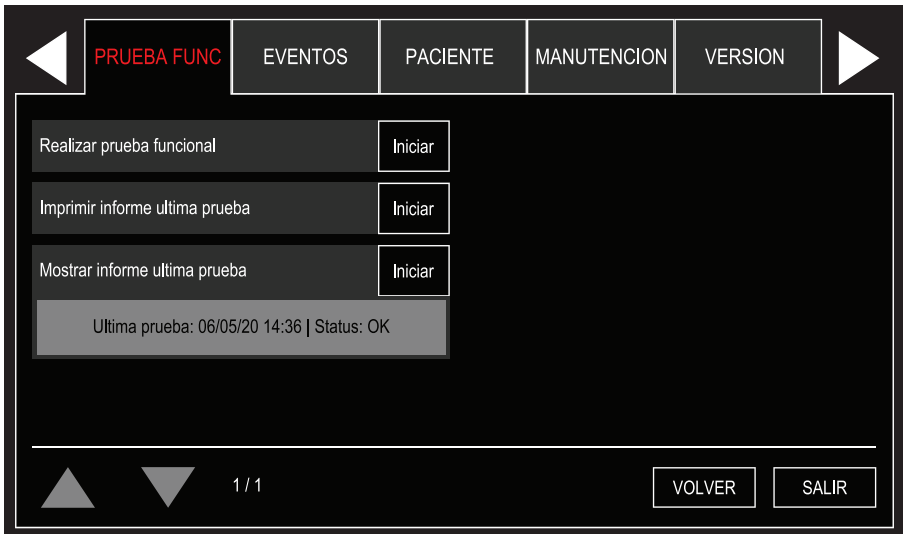 PRUEBA FUNC EVENTOS PACIENTE MANUTENCION VERSION
Realizar prueba funcional Iniciar
Imprimir informe ultima prueba Iniciar
Mostrar informe ultima prueba Iniciar
Ultima prueba: 06/05/20 14:36 | Status: OK
1 / 1 VOLVER SALIR